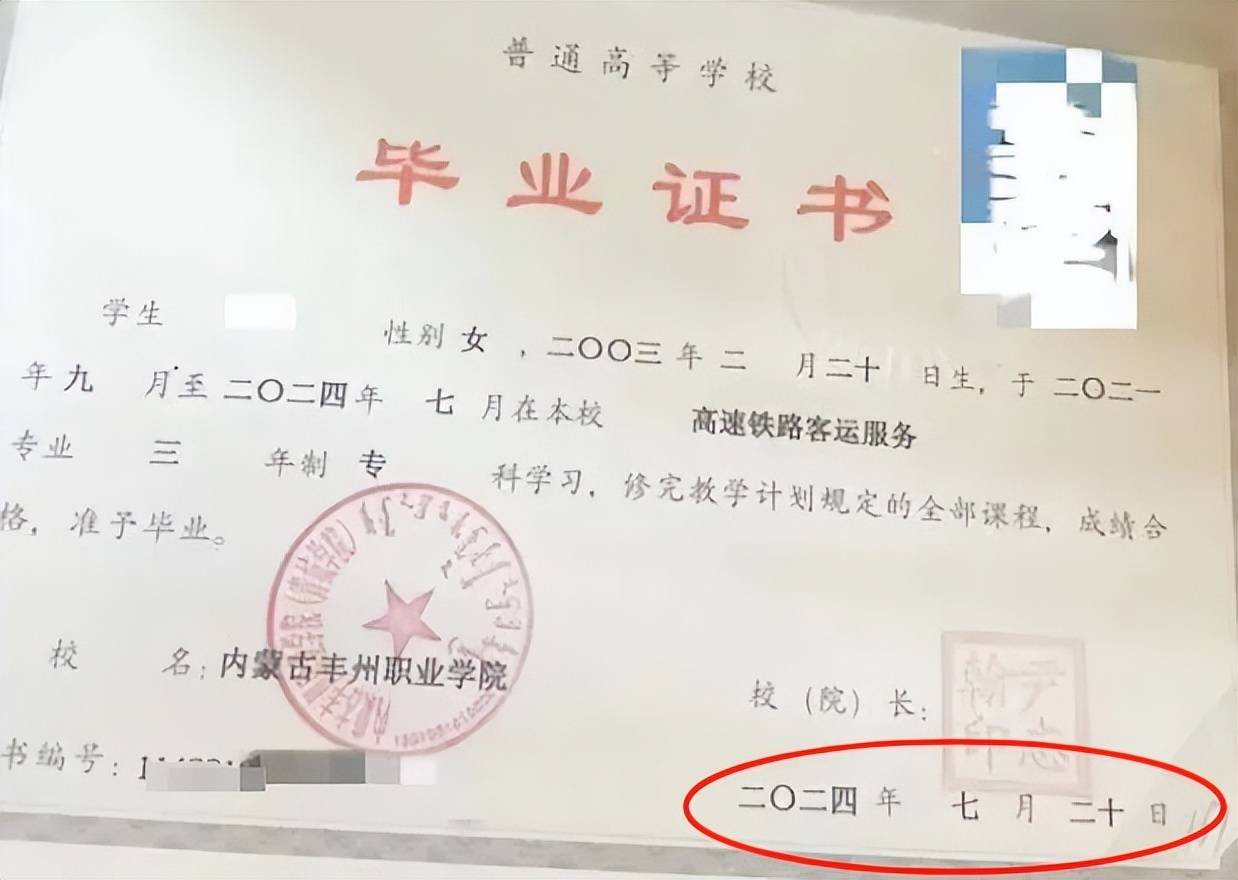 普通高等学校
毕业证书
学生 性别 女 ，二〇〇三 年 二 月二十 日生，于 二〇二一
年 九 月至 二〇二四年 七 月在本校 高速铁路客运服务
专业 三 年制 专 科学习，修完教学计划规定的全部课程，成绩合
格，准予毕业。
校 名：内蒙古丰州职业学院
校（院）长：
尹志
印
书编号：
二〇二四 年 七 月 二十 日